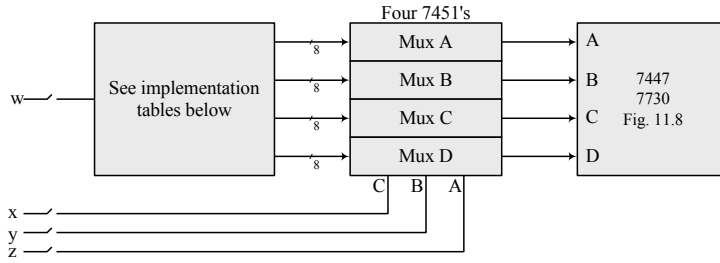 Four 7451's
w
See implementation
tables below
8
8
8
8
Mux A
Mux B
Mux C
Mux D
C B A
A
B
C
D
7447
7730
Fig. 11.8
x
y
z